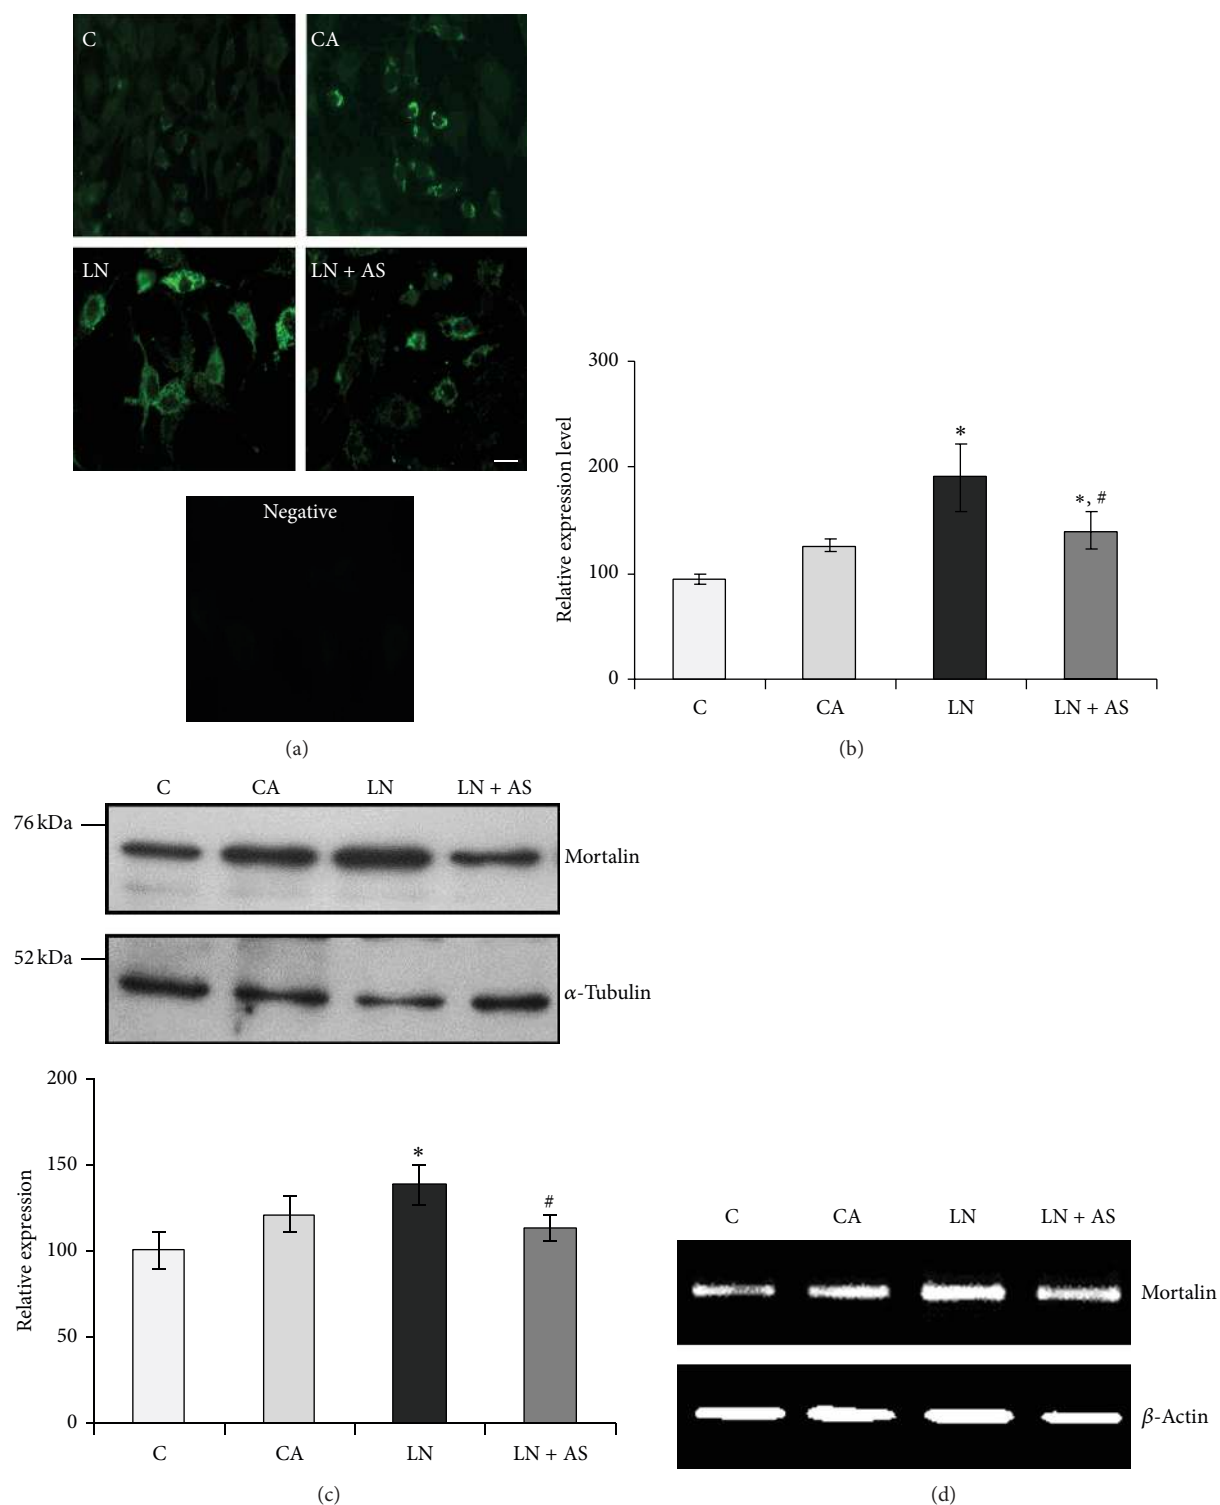 C
CA
LN
LN + AS
Negative
(a)
300
200
100
0
Relative expression level
*
*, #
C
CA
LN
LN + AS
(b)
C
CA
LN
LN + AS
76 kDa
Mortalin
52 kDa
α-Tubulin
200
150
100
50
0
Relative expression
*
#
C
CA
LN
LN + AS
(c)
C
CA
LN
LN + AS
Mortalin
β-Actin
(d)